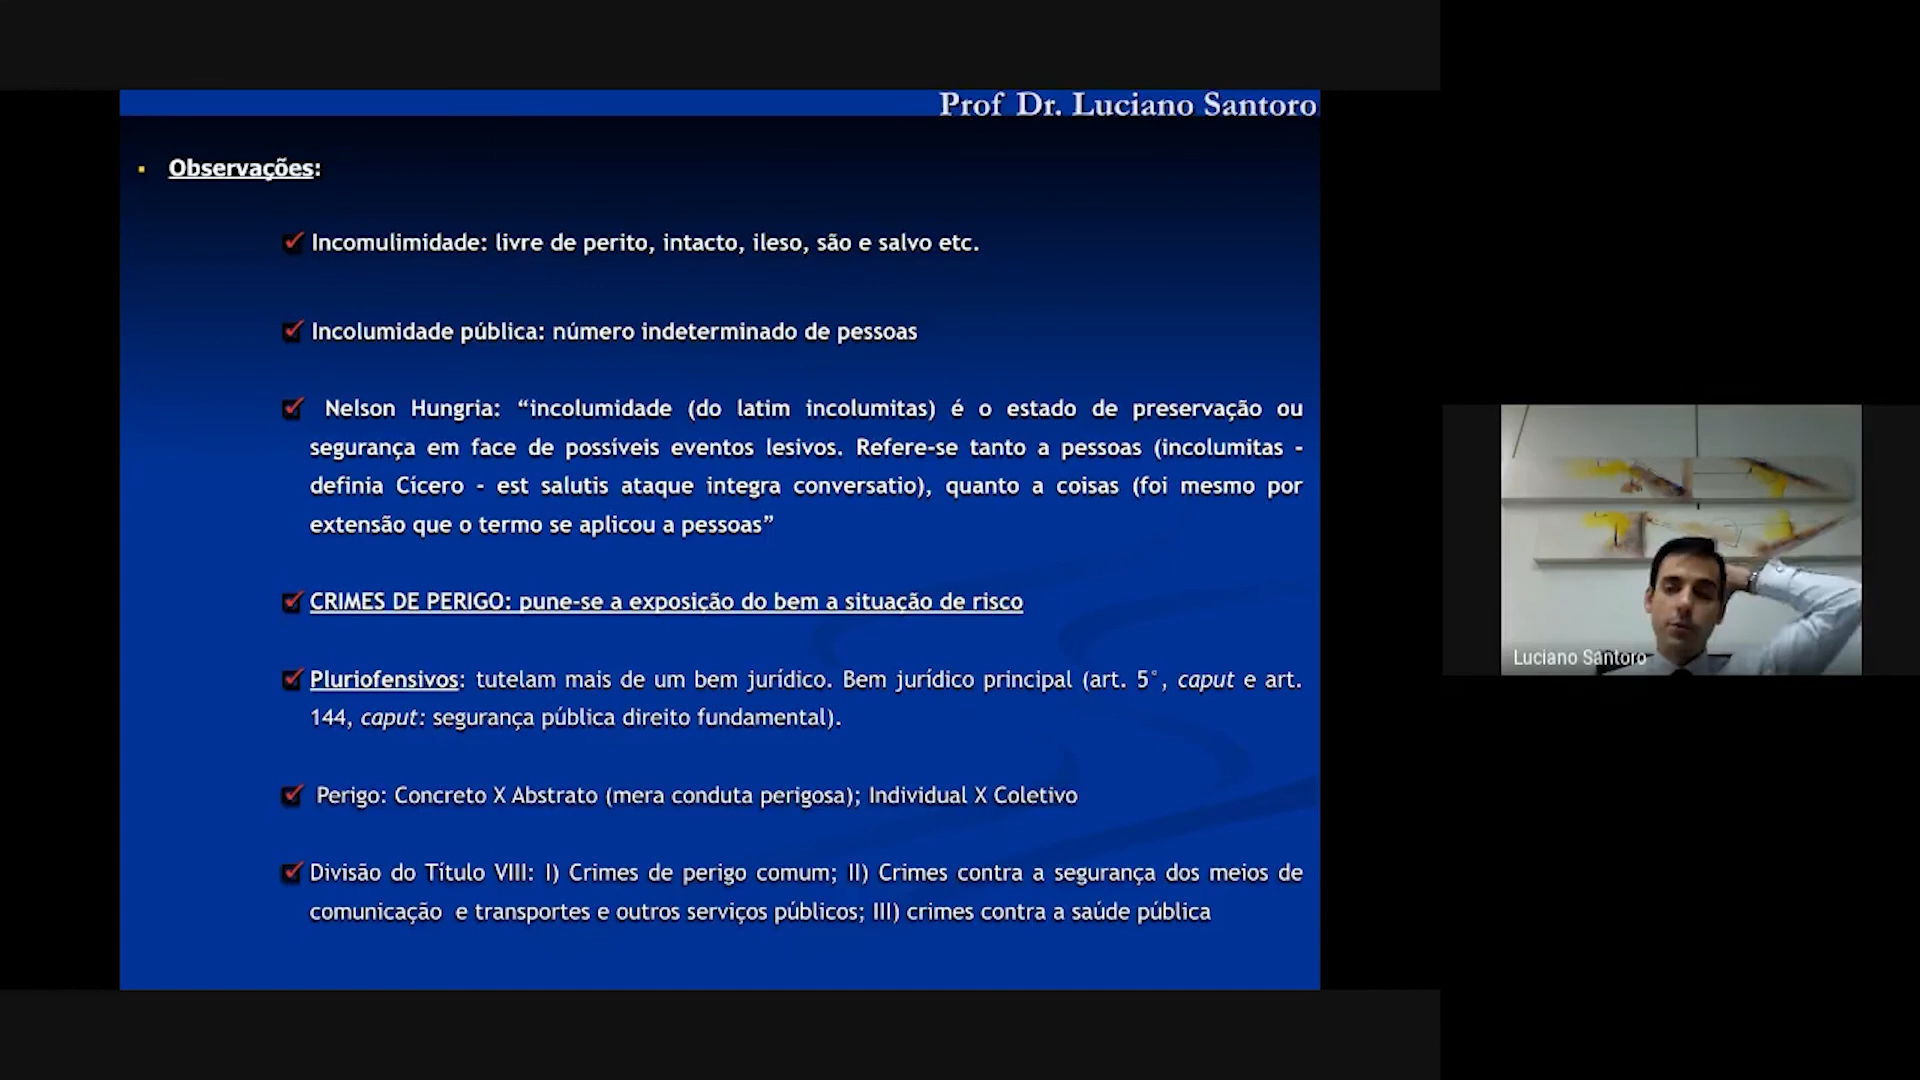 Prof Dr. Luciano Santoro
Observações:
Incomulimidade: livre de perito, intacto, ileso, são e salvo etc.
Incolumidade pública: número indeterminado de pessoas
Nelson Hungria: “incolumidade (do latim incolumitas) é o estado de preservação ou
segurança em face de possíveis eventos lesivos. Refere-se tanto a pessoas (incolumitas -
definia Cícero - est salutis ataque integra conversatio), quanto a coisas (foi mesmo por
extensão que o termo se aplicou a pessoas”
CRIMES DE PERIGO: pune-se a exposição do bem a situação de risco
Pluriofensivos: tutelam mais de um bem jurídico. Bem jurídico principal (art. 5°, caput e art.
144, caput: segurança pública direito fundamental).
Perigo: Concreto X Abstrato (mera conduta perigosa); Individual X Coletivo
Divisão do Título VIII: I) Crimes de perigo comum; II) Crimes contra a segurança dos meios de
comunicação e transportes e outros serviços públicos; III) crimes contra a saúde pública
Luciano Santoro